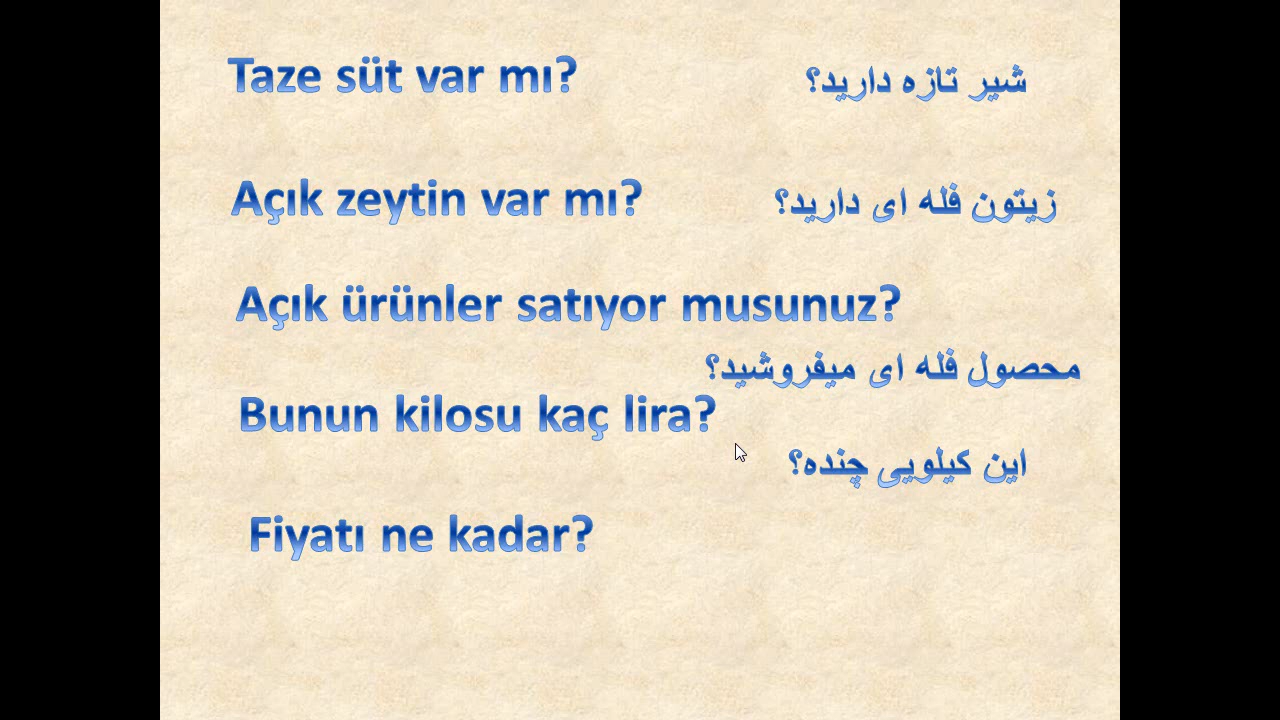 Taze süt var mı?
شیر تازه دارید؟
Açık zeytin var mı?
زیتون فله ای دارید؟
Açık ürünler satıyor musunuz?
محصول فله ای میفروشید؟
Bunun kilosu kaç lira?
این کیلویی چنده؟
Fiyatı ne kadar?